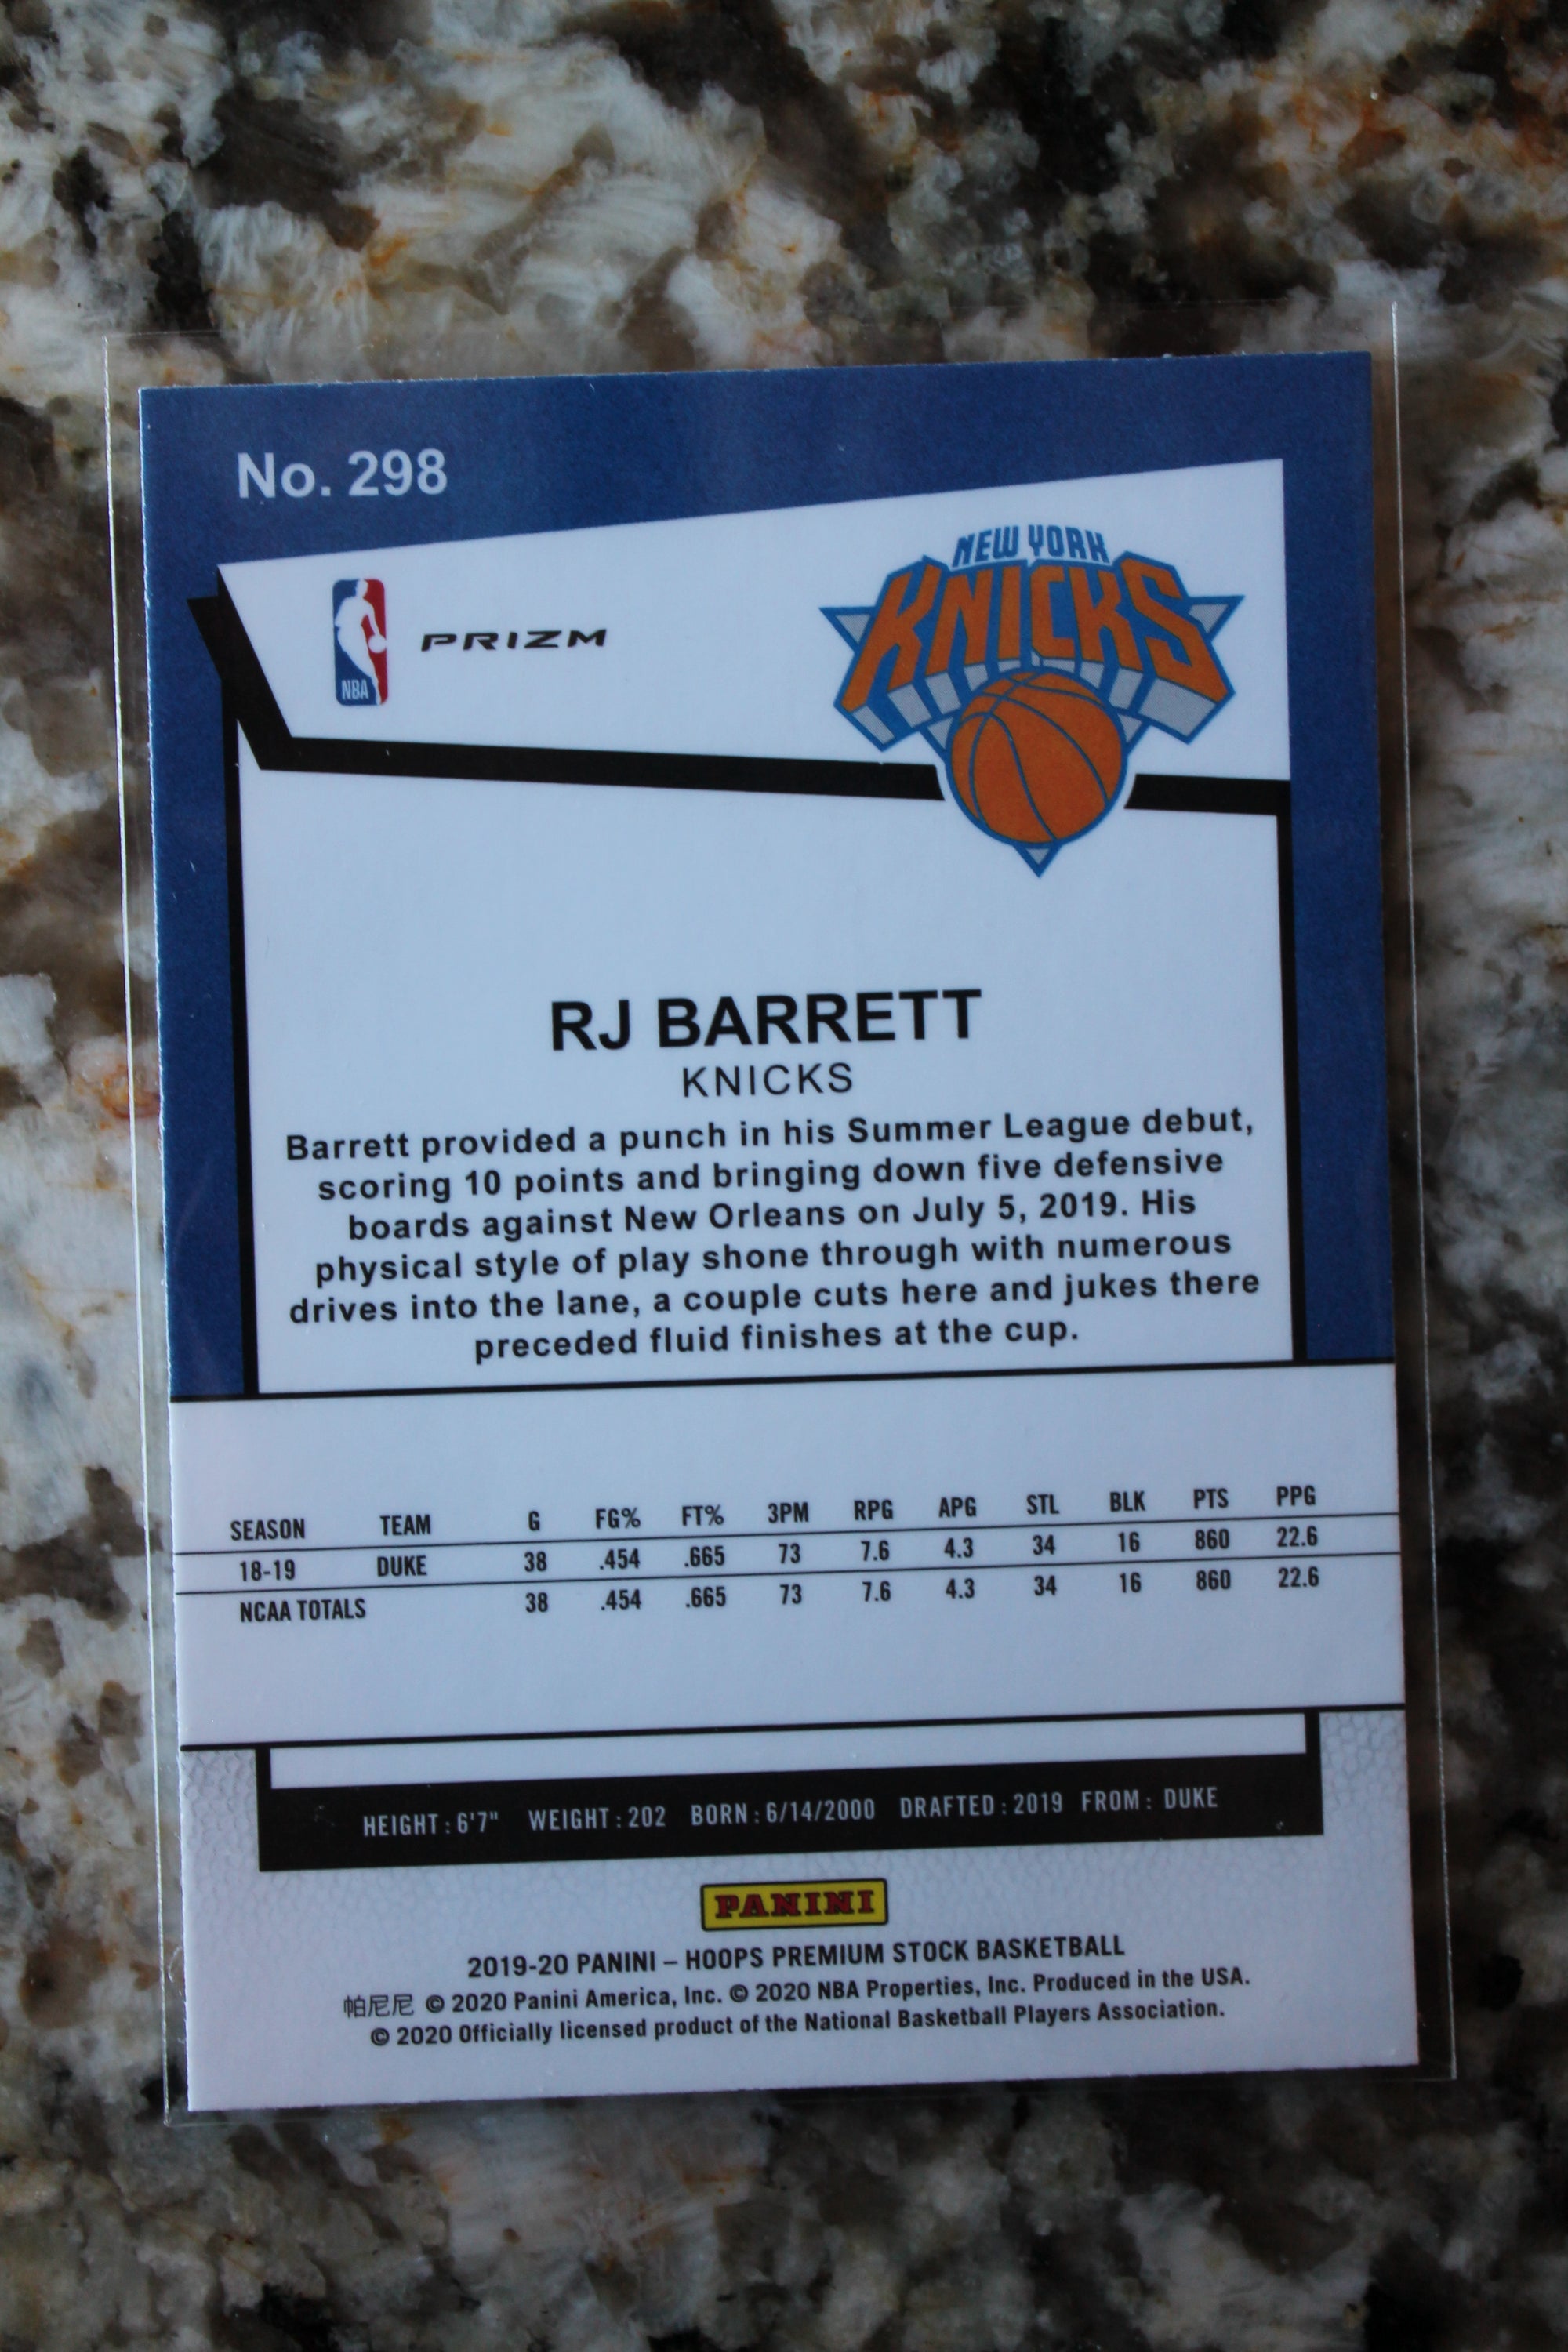 No. 298
NEW YORK
KNICKS
NBA
PRIZM
RJ BARRETT
KNICKS
Barrett provided a punch in his Summer League debut,
scoring 10 points and bringing down five defensive
boards against New Orleans on July 5, 2019. His
physical style of play shone through with numerous
drives into the lane, a couple cuts here and jukes there
preceded fluid finishes at the cup.
SEASON TEAM G FG% FT% 3PM RPG APG STL BLK PTS PPG
18-19 DUKE 38 .454 .665 73 7.6 4.3 34 16 860 22.6
NCAA TOTALS 38 .454 .665 73 7.6 4.3 34 16 860 22.6
HEIGHT: 6'7" WEIGHT: 202 BORN: 6/14/2000 DRAFTED: 2019 FROM: DUKE
PANINI
2019-20 PANINI – HOOPS PREMIUM STOCK BASKETBALL
帕尼尼 © 2020 Panini America, Inc. © 2020 NBA Properties, Inc. Produced in the USA.
© 2020 Officially licensed product of the National Basketball Players Association.